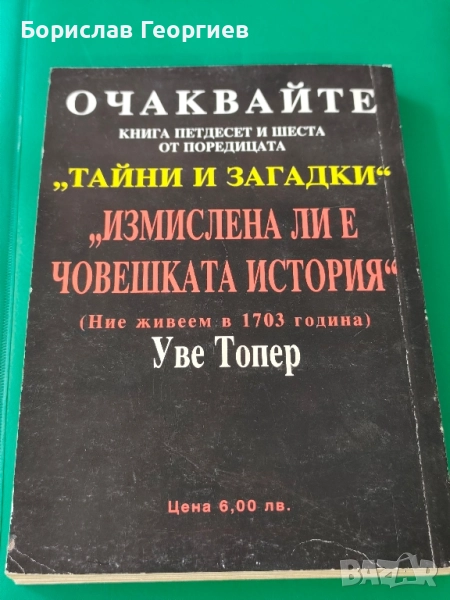 Борислав Георгиев
ОЧАКВАЙТЕ
КНИГА ПЕТДЕСЕТ И ШЕСТА
ОТ ПОРЕДИЦАТА
„ТАЙНИ И ЗАГАДКИ“
„ИЗМИСЛЕНА ЛИ Е
ЧОВЕШКАТА ИСТОРИЯ“
(Ние живеем в 1703 година)
Уве Топер
Цена 6,00 лв.
BAZAR